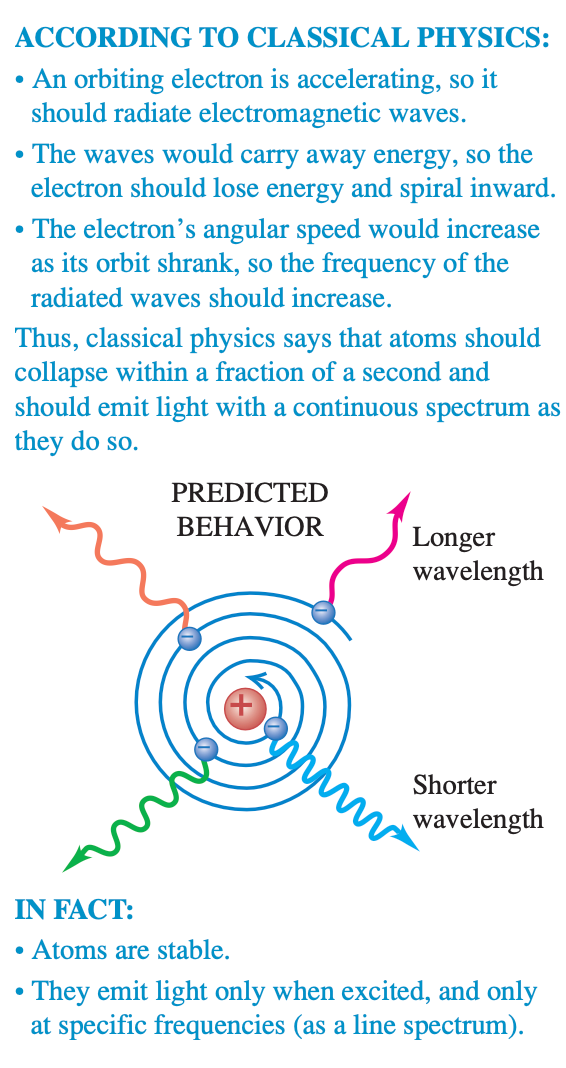 ACCORDING TO CLASSICAL PHYSICS:
• An orbiting electron is accelerating, so it
should radiate electromagnetic waves.
• The waves would carry away energy, so the
electron should lose energy and spiral inward.
• The electron’s angular speed would increase
as its orbit shrank, so the frequency of the
radiated waves should increase.
Thus, classical physics says that atoms should
collapse within a fraction of a second and
should emit light with a continuous spectrum as
they do so.
PREDICTED
BEHAVIOR
Longer
wavelength
−
−
+
−
−
Shorter
wavelength
IN FACT:
• Atoms are stable.
• They emit light only when excited, and only
at specific frequencies (as a line spectrum).